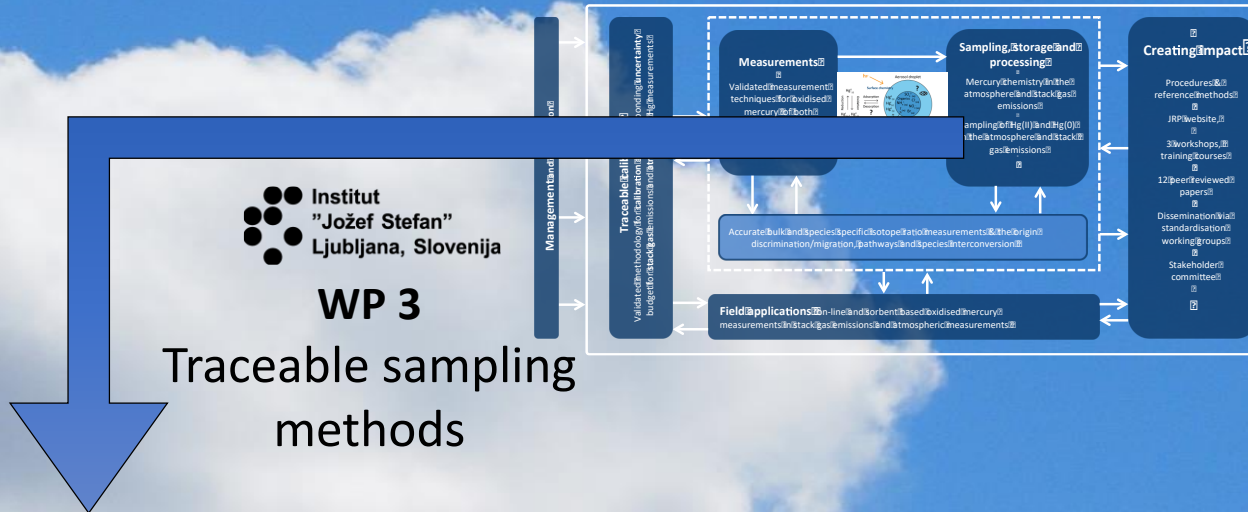 Institut
"Jožef Stefan"
Ljubljana, Slovenija
WP 3
Traceable sampling
methods
Management and
Traceable calib
Validated methodology for calibration
budget for stack gas emissions and
uncertainty
Hg measurements
Measurements
Validated measurement
techniques for oxidised
mercury of both
Sampling, storage and
processing
Mercury chemistry in the
atmosphere and stack gas
emissions
ampling of Hg(II) and Hg(0)
the atmosphere and stack
gas emissions
Accurate bulk and species specific isotope ratio measurements & the origin
discrimination/migration, pathways and species interconversion
Field applications on-line and sorbent based oxidised mercury
measurements in stack gas emissions and atmospheric measurements
Creating impact
Procedures &
reference methods
JRP website,
3 workshops,
training courses
12 peer reviewed
papers
Dissemination via
standardisation
working groups
Stakeholder
committee